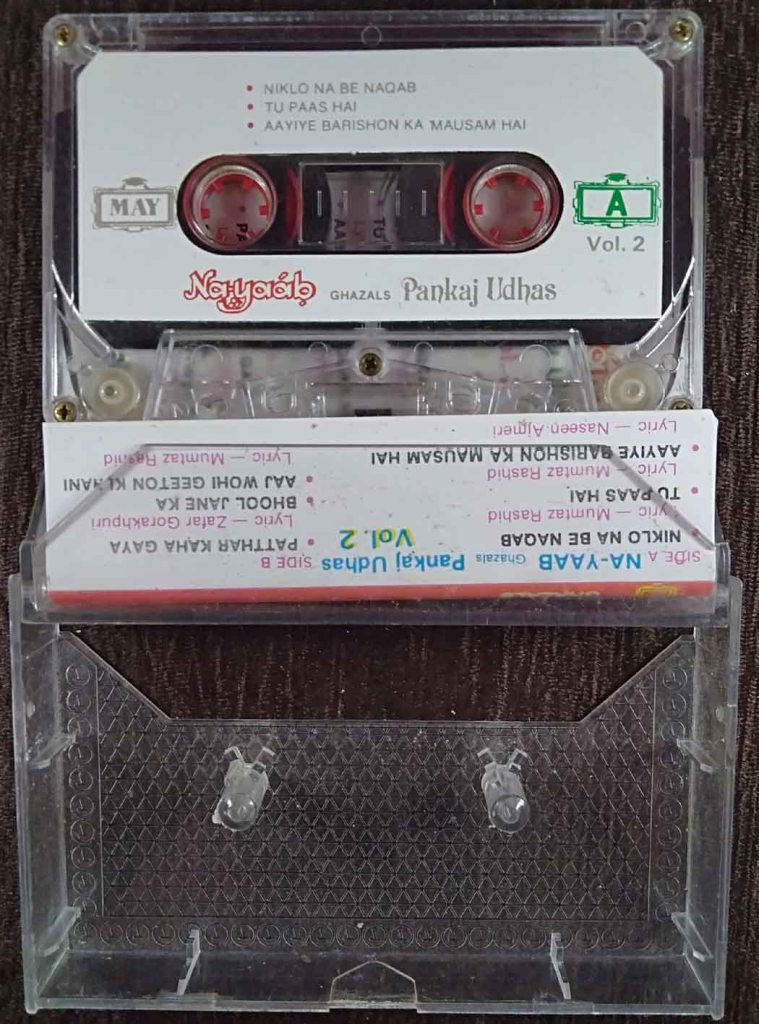 • NIKLO NA BE NAQAB
• TU PAAS HAI
• AAYIYE BARISHON KA MAUSAM HAI
MAY
A
Vol. 2
Na-yaab GHAZALS Pankaj Udhas
NA-YAAB Ghazals Pankaj Udhas
Vol. 2
SIDE A
• NIKLO NA BE NAQAB
Lyric — Mumtaz Rashid
• TU PAAS HAI
Lyric — Mumtaz Rashid
• AAYIYE BARISHON KA MAUSAM HAI
Lyric — Naseen Ajmeri
SIDE B
• PATTHAR KAHA GAYA
Lyric — Zafar Gorakhpuri
• BHOOL JANE KA
• AAJ WOHI GEETON KI RANI
Lyric — Mumtaz Rashid